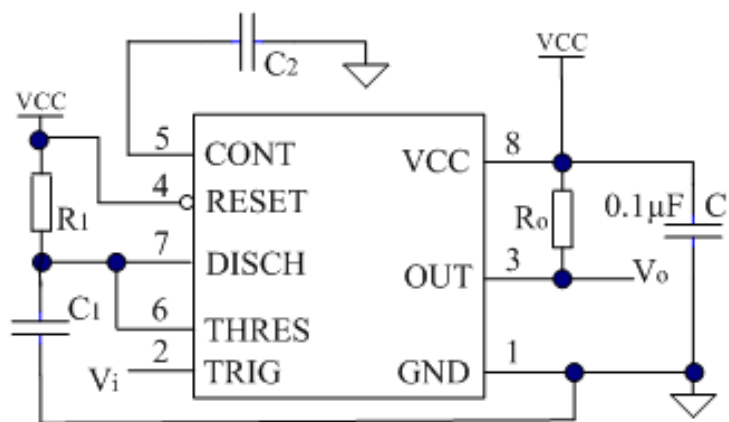 C2
VCC
VCC
5 CONT
VCC 8
4 RESET
R1
Ro
0.1μF C
7 DISCH
OUT 3 Vo
C1
6 THRES
2
Vi TRIG
GND 1